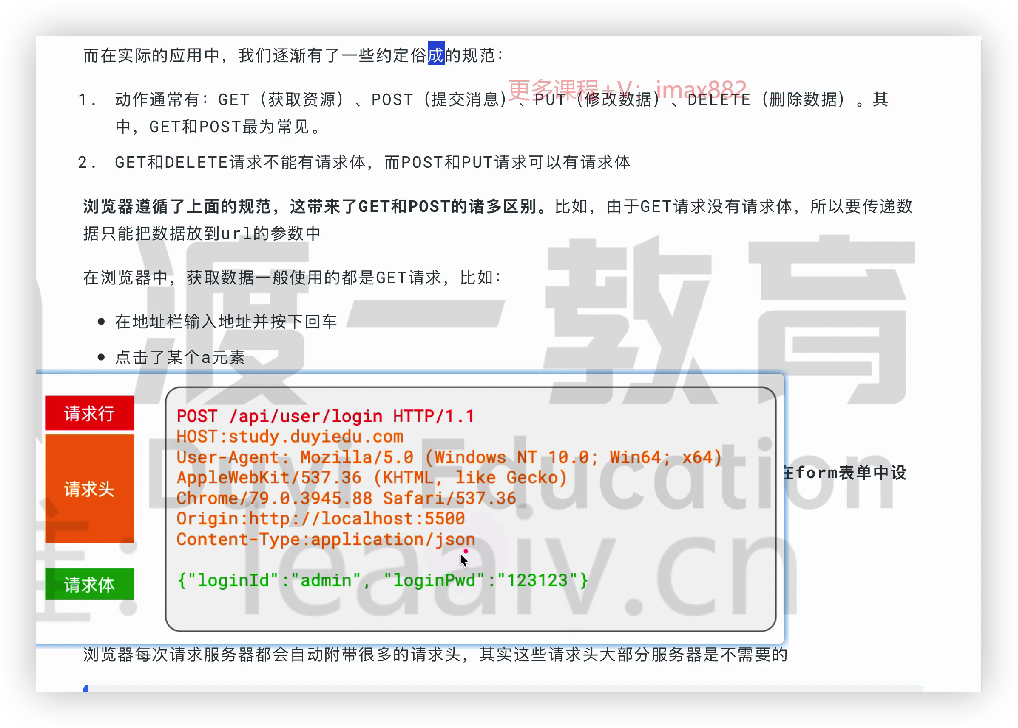 而在实际的应用中，我们逐渐有了一些约定俗成的规范：
更多课程+V：imax882
1. 动作通常有：GET（获取资源）、POST（提交消息）、PUT（修改数据）、DELETE（删除数据）。其
中，GET和POST最为常见。
2. GET和DELETE请求不能有请求体，而POST和PUT请求可以有请求体
浏览器遵循了上面的规范，这带来了GET和POST的诸多区别。比如，由于GET请求没有请求体，所以要传递数
据只能把数据放到url的参数中
渡一教育
在浏览器中，获取数据一般使用的都是GET请求，比如：
• 在地址栏输入地址并按下回车
• 点击了某个a元素
请求行
POST /api/user/login HTTP/1.1
请求头
HOST:study.duyiedu.com
User-Agent: Mozilla/5.0 (Windows NT 10.0; Win64; x64)
AppleWebKit/537.36 (KHTML, like Gecko)
Chrome/79.0.3945.88 Safari/537.36
Origin:http://localhost:5500
Content-Type:application/json
Duyi Education
在form表单中设
请求体
{"loginId":"admin", "loginPwd":"123123"}
leaaiv.cn
浏览器每次请求服务器都会自动附带很多的请求头，其实这些请求头大部分服务器是不需要的